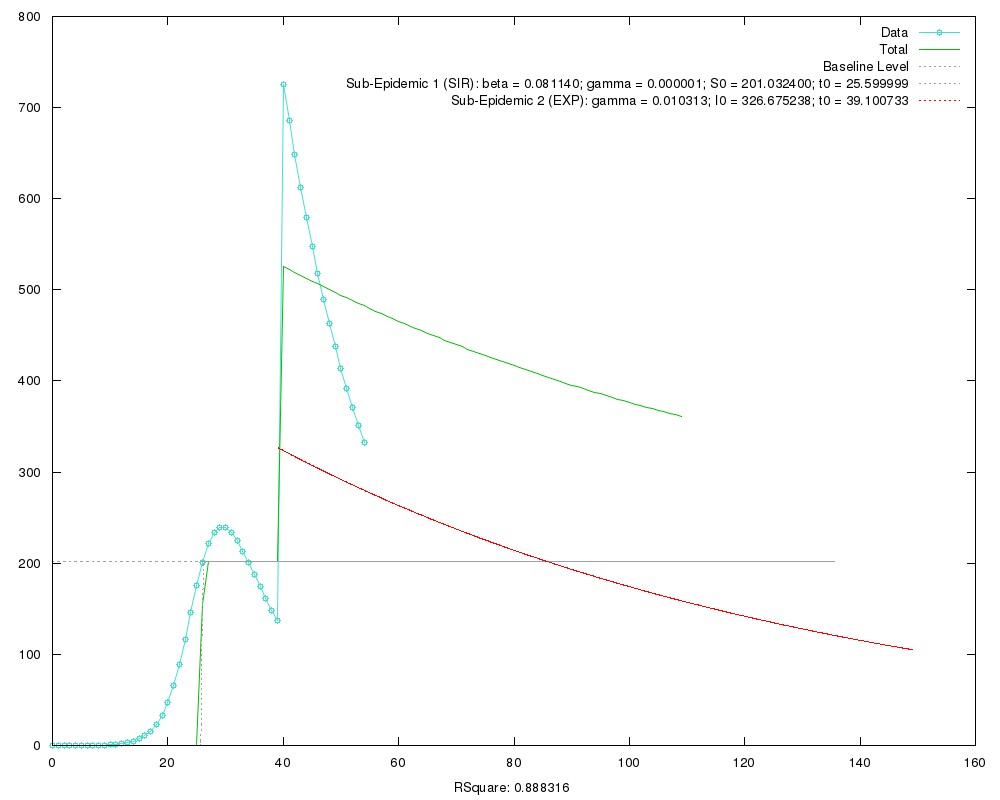 800
700
600
500
400
300
200
100
0
0 20 40 60 80 100 120 140 160
Data
Total
Baseline Level
Sub-Epidemic 1 (SIR): beta = 0.081140; gamma = 0.000001; S0 = 201.032400; t0 = 25.599999
Sub-Epidemic 2 (EXP): gamma = 0.010313; I0 = 326.675238; t0 = 39.100733
RSquare: 0.888316